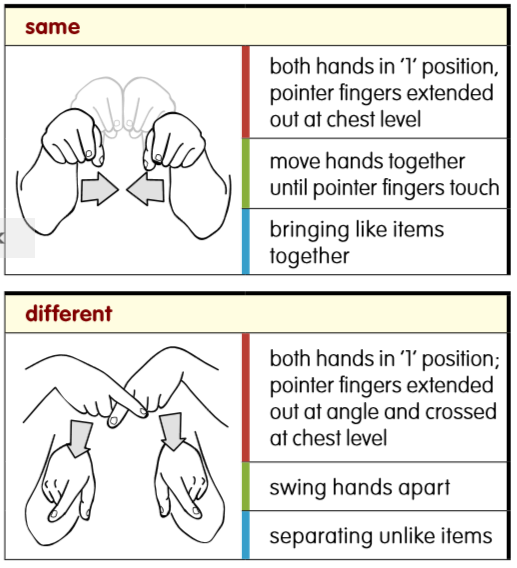 same
both hands in ‘1’ position,
pointer fingers extended
out at chest level
move hands together
until pointer fingers touch
bringing like items
together
different
both hands in ‘1’ position;
pointer fingers extended
out at angle and crossed
at chest level
swing hands apart
separating unlike items